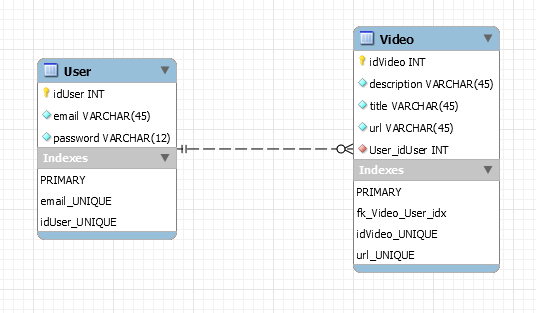 User
idUser INT
email VARCHAR(45)
password VARCHAR(12)
Indexes
PRIMARY
email_UNIQUE
idUser_UNIQUE
Video
idVideo INT
description VARCHAR(45)
title VARCHAR(45)
url VARCHAR(45)
User_idUser INT
Indexes
PRIMARY
fk_Video_User_idx
idVideo_UNIQUE
url_UNIQUE